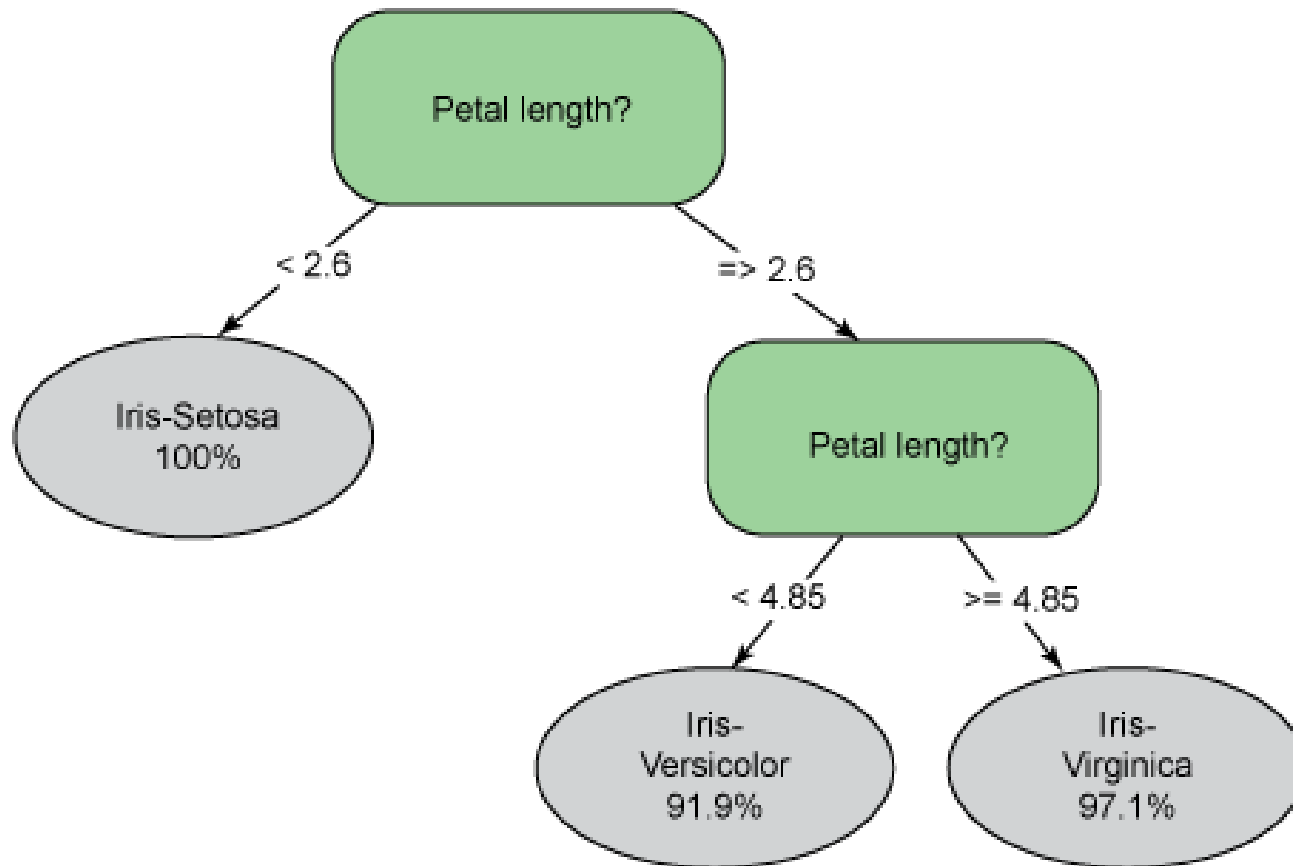 Petal length?
< 2.6
=> 2.6
Iris-Setosa
100%
Petal length?
< 4.85
>= 4.85
Iris-
Versicolor
91.9%
Iris-
Virginica
97.1%